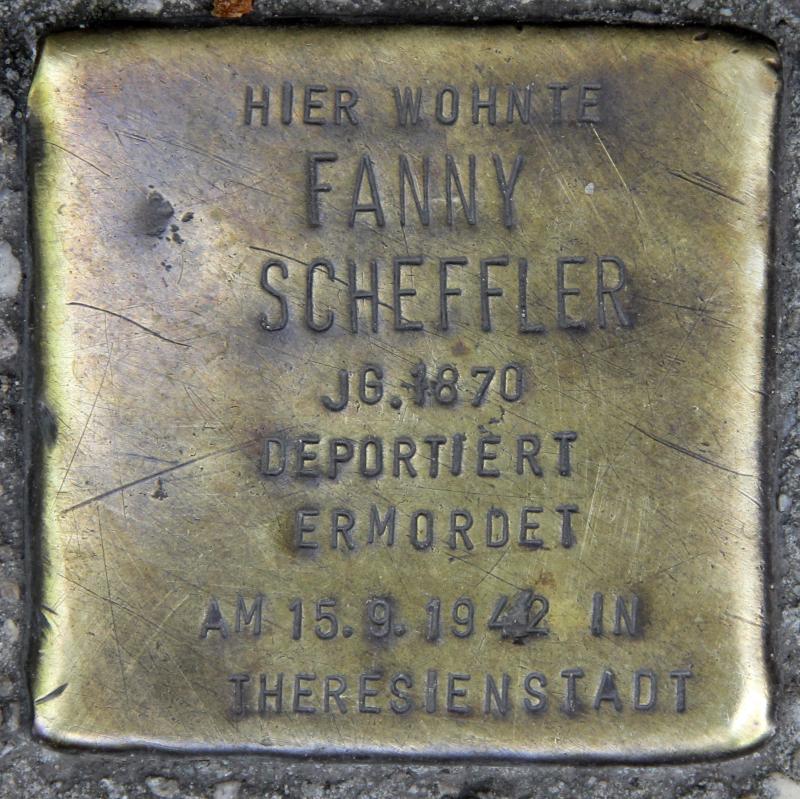 HIER WOHNTE
FANNY
SCHEFFLER
JG. 1870
DEPORTIERT
ERMORDET
AM 15.9.1942 IN
THERESIENSTADT